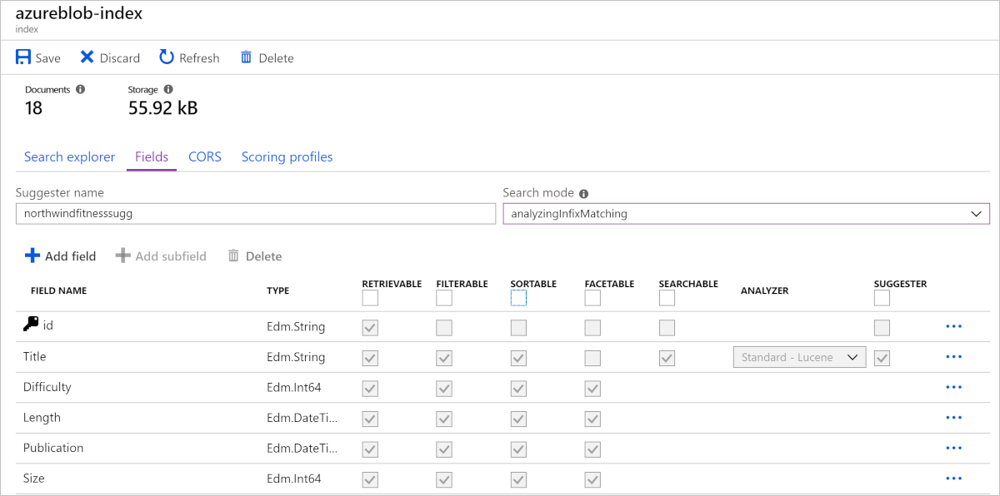 azureblob-index
index
Save Discard Refresh Delete
Documents Storage
18 55.92 kB
Search explorer Fields CORS Scoring profiles
Suggester name Search mode
northwindfitnesssugg analyzingInfixMatching
Add field Add subfield Delete
FIELD NAME TYPE RETRIEVABLE FILTERABLE SORTABLE FACETABLE SEARCHABLE ANALYZER SUGGESTER
id Edm.String ...
Title Edm.String Standard - Lucene ...
Difficulty Edm.Int64 ...
Length Edm.DateTi... ...
Publication Edm.DateTi... ...
Size Edm.Int64 ...